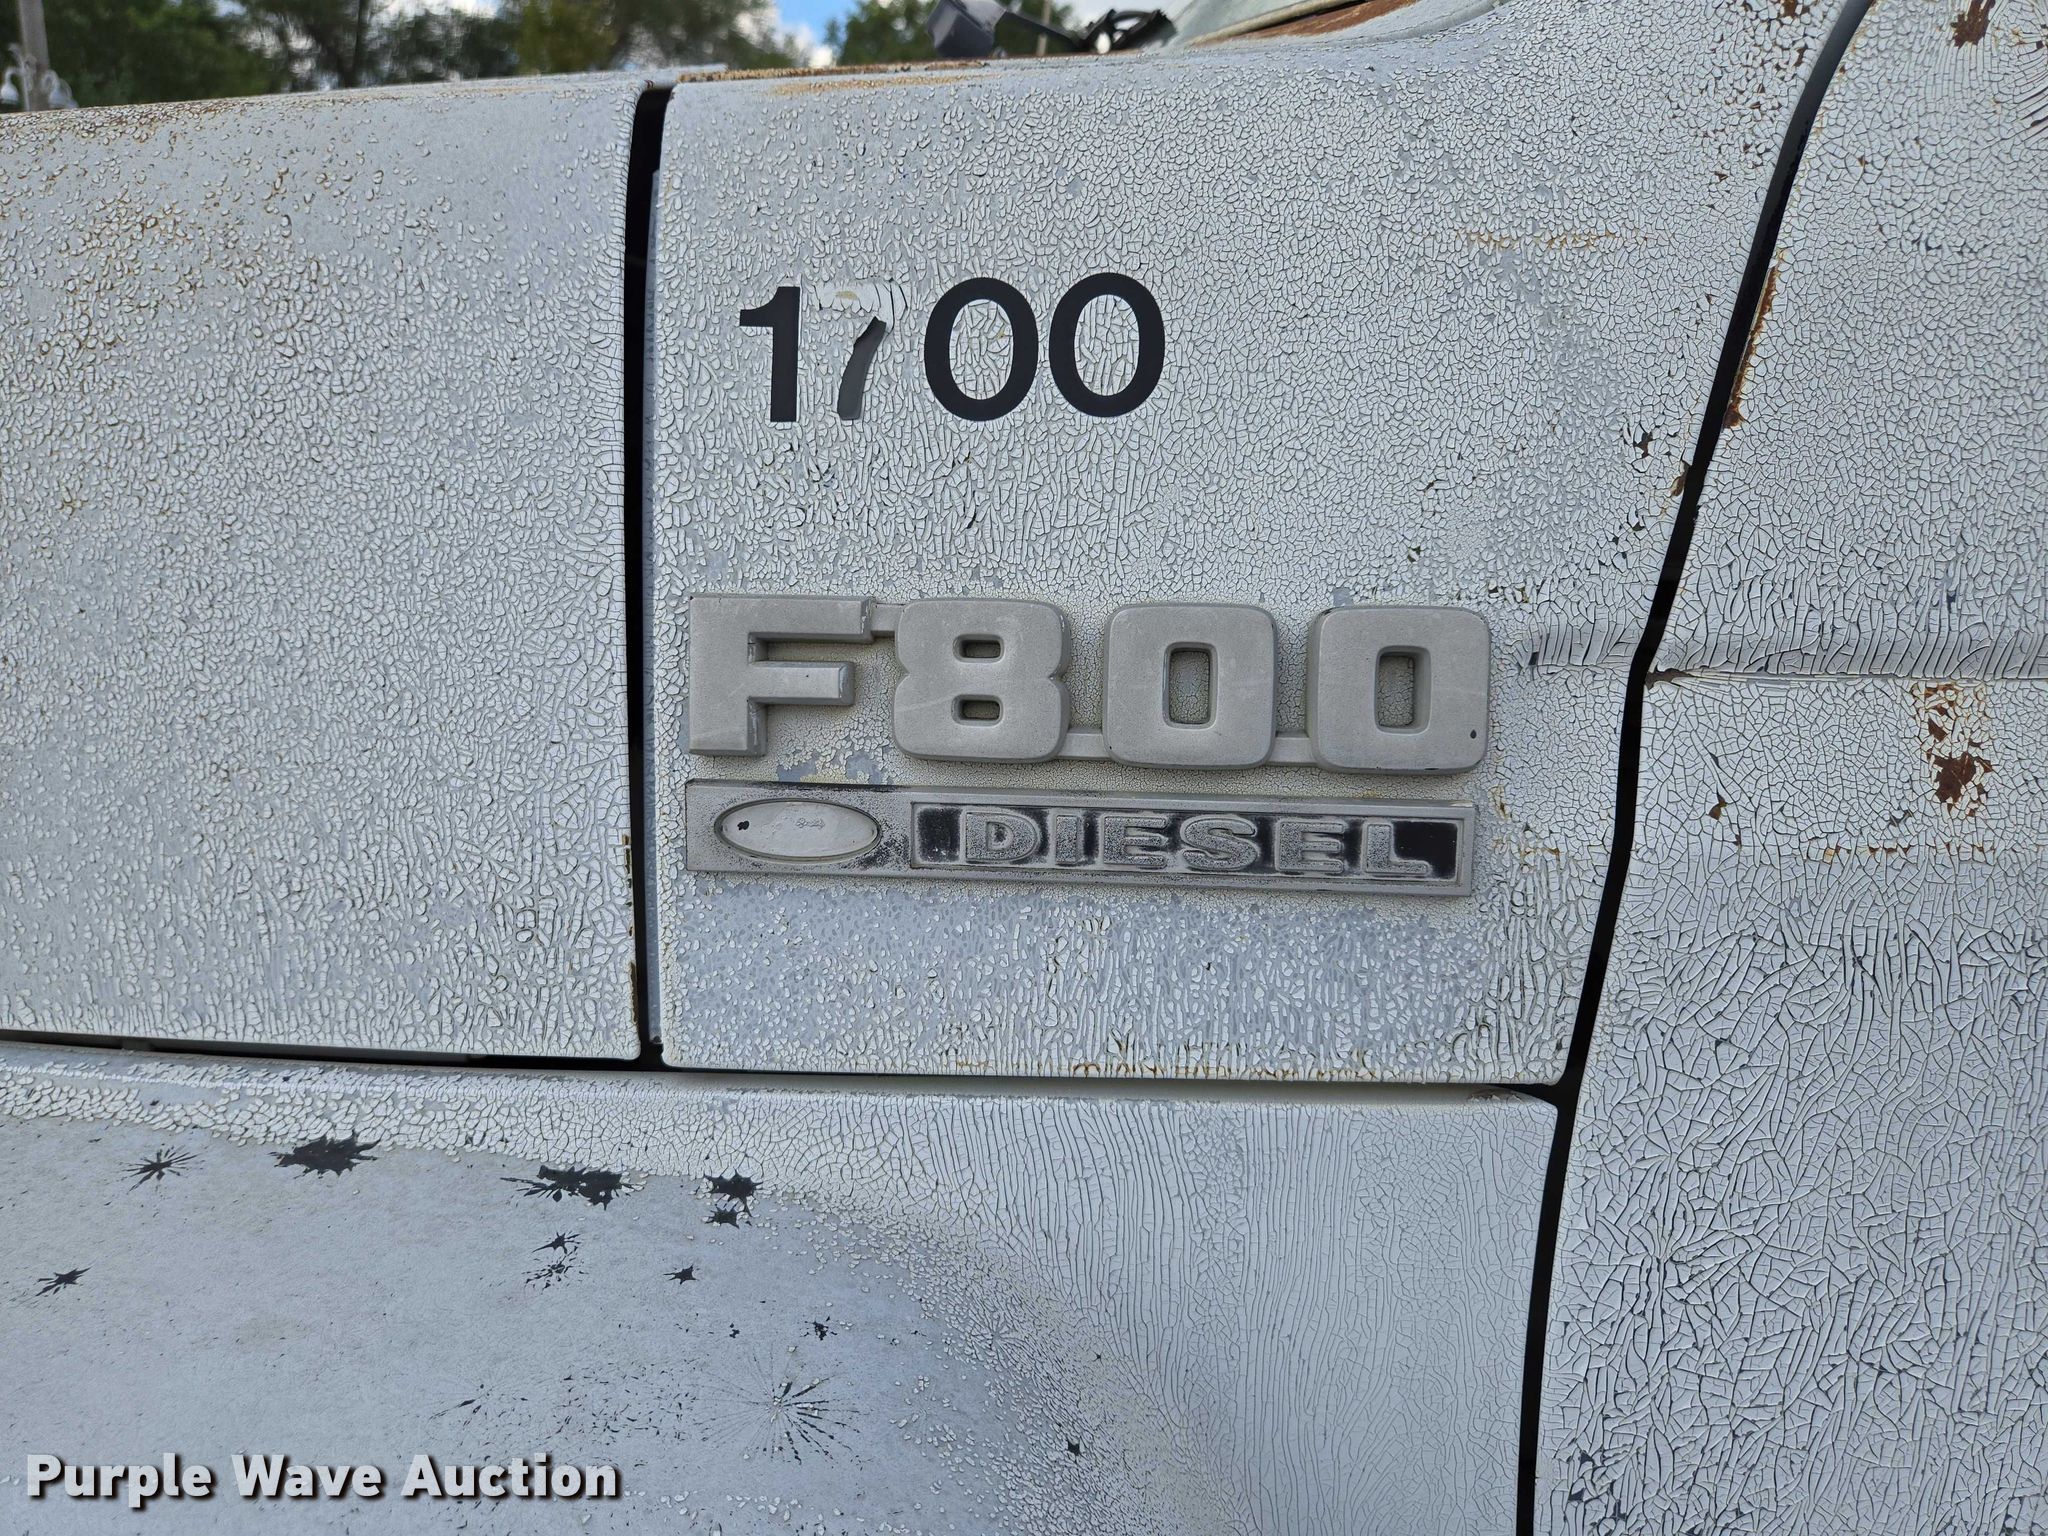 1700
F800
DIESEL
Purple Wave Auction